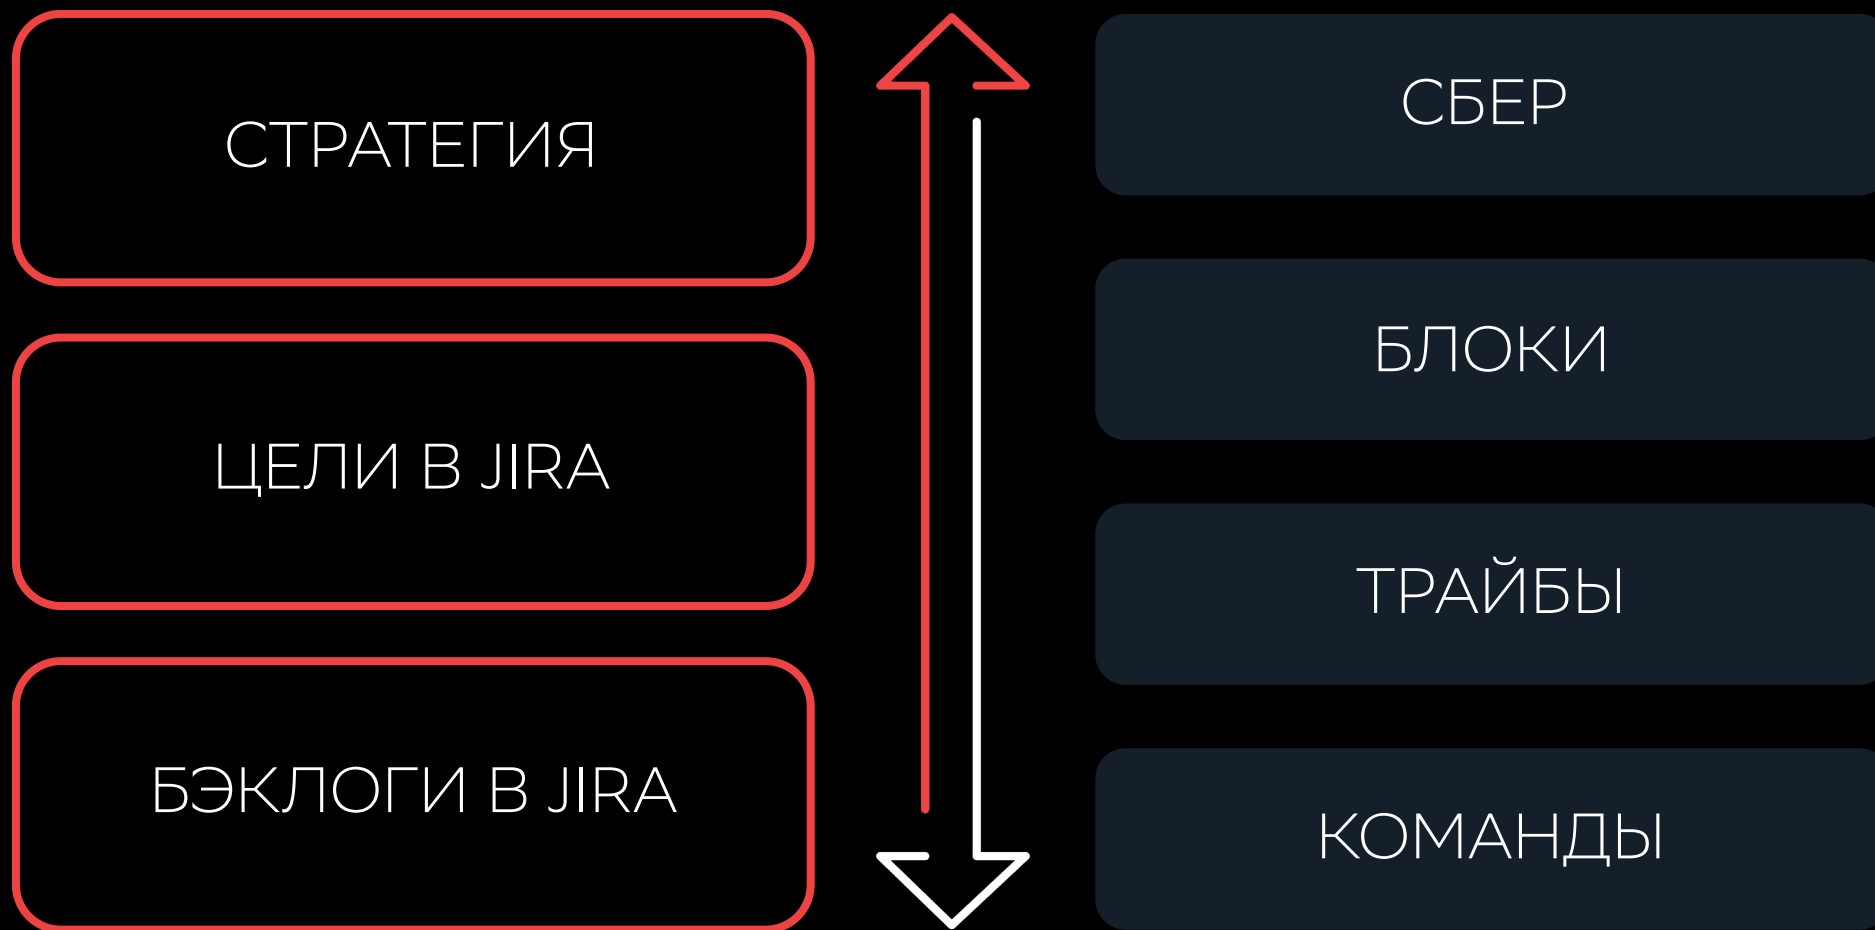 СТРАТЕГИЯ
ЦЕЛИ В JIRA
БЭКЛОГИ В JIRA
СБЕР
БЛОКИ
ТРАЙБЫ
КОМАНДЫ